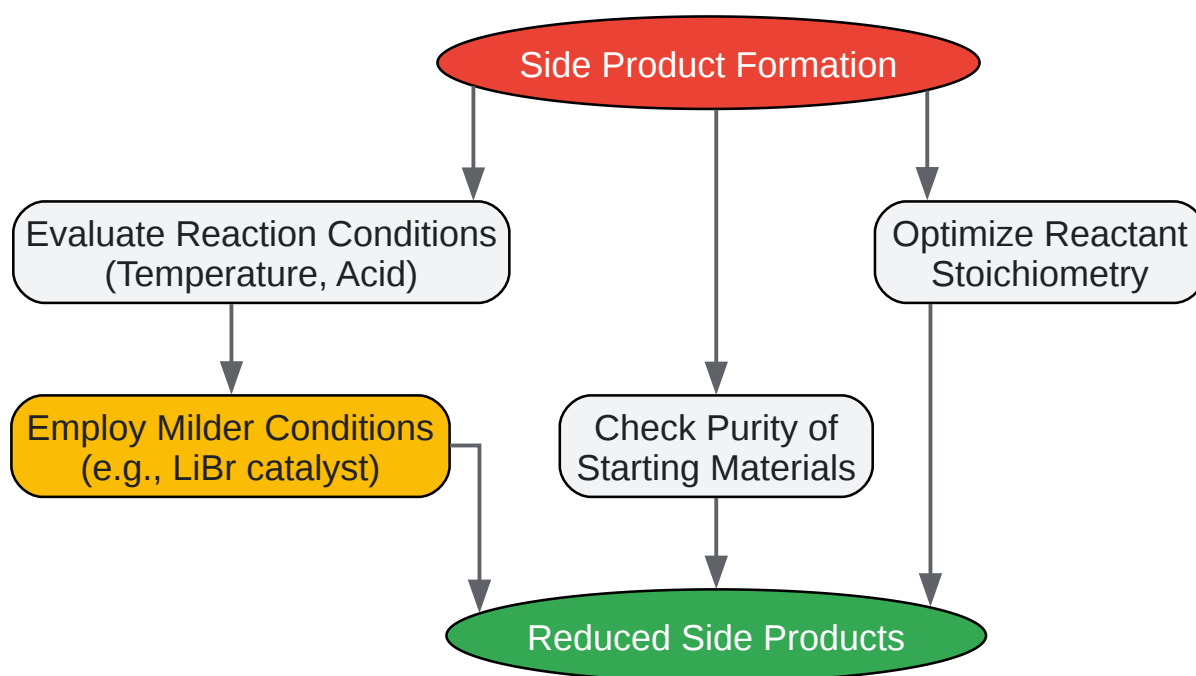 Side Product Formation
Evaluate Reaction Conditions
(Temperature, Acid)
Optimize Reactant
Stoichiometry
Employ Milder Conditions
(e.g., LiBr catalyst)
Check Purity of
Starting Materials
Reduced Side Products